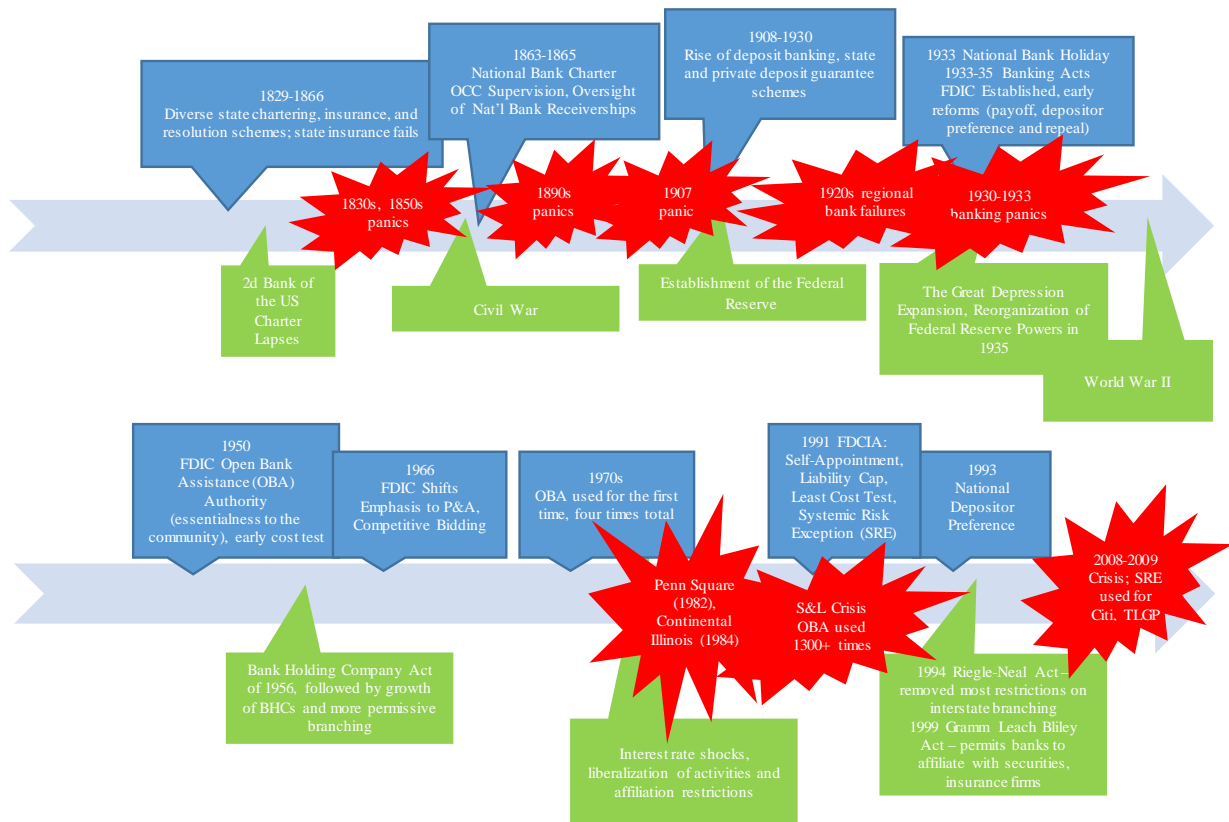 1829-1866
Diverse state chartering, insurance, and
resolution schemes; state insurance fails
1863-1865
National Bank Charter
OCC Supervision, Oversight
of Nat’l Bank Receiverships
1908-1930
Rise of deposit banking, state
and private deposit guarantee
schemes
1933 National Bank Holiday
1933-35 Banking Acts
FDIC Established, early
reforms (payoff, depositor
preference and repeal)
1830s, 1850s
panics
1890s
panics
1907
panic
1920s regional
bank failures
1930-1933
banking panics
2d Bank of
the US
Charter
Lapses
Civil War
Establishment of the Federal
Reserve
The Great Depression
Expansion, Reorganization of
Federal Reserve Powers in
1935
World War II
1950
FDIC Open Bank
Assistance (OBA)
Authority
(essentialness to the
community), early cost test
1966
FDIC Shifts
Emphasis to P&A,
Competitive Bidding
1970s
OBA used for the first
time, four times total
1991 FDCIA:
Self-Appointment,
Liability Cap,
Least Cost Test,
Systemic Risk
Exception (SRE)
1993
National
Depositor
Preference
Penn Square
(1982),
Continental
Illinois (1984)
S&L Crisis
OBA used
1300+ times
2008-2009
Crisis; SRE
used for
Citi, TLGP
Bank Holding Company Act
of 1956, followed by growth
of BHCs and more permissive
branching
Interest rate shocks,
liberalization of activities and
affiliation restrictions
1994 Riegle-Neal Act –
removed most restrictions on
interstate branching
1999 Gramm Leach Bliley
Act – permits banks to
affiliate with securities,
insurance firms